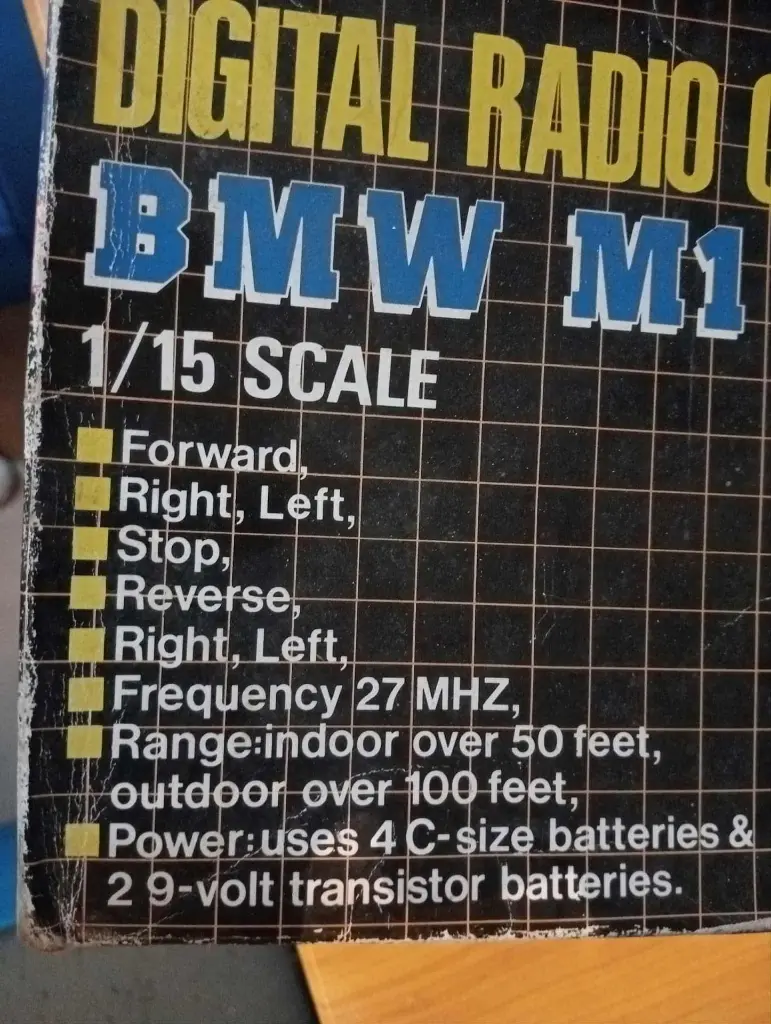 DIGITAL RADIO
BMW M1
1/15 SCALE
Forward,
Right, Left,
Stop,
Reverse,
Right, Left,
Frequency 27 MHZ,
Range:indoor over 50 feet,
outdoor over 100 feet,
Power:uses 4 C-size batteries &
2 9-volt transistor batteries.